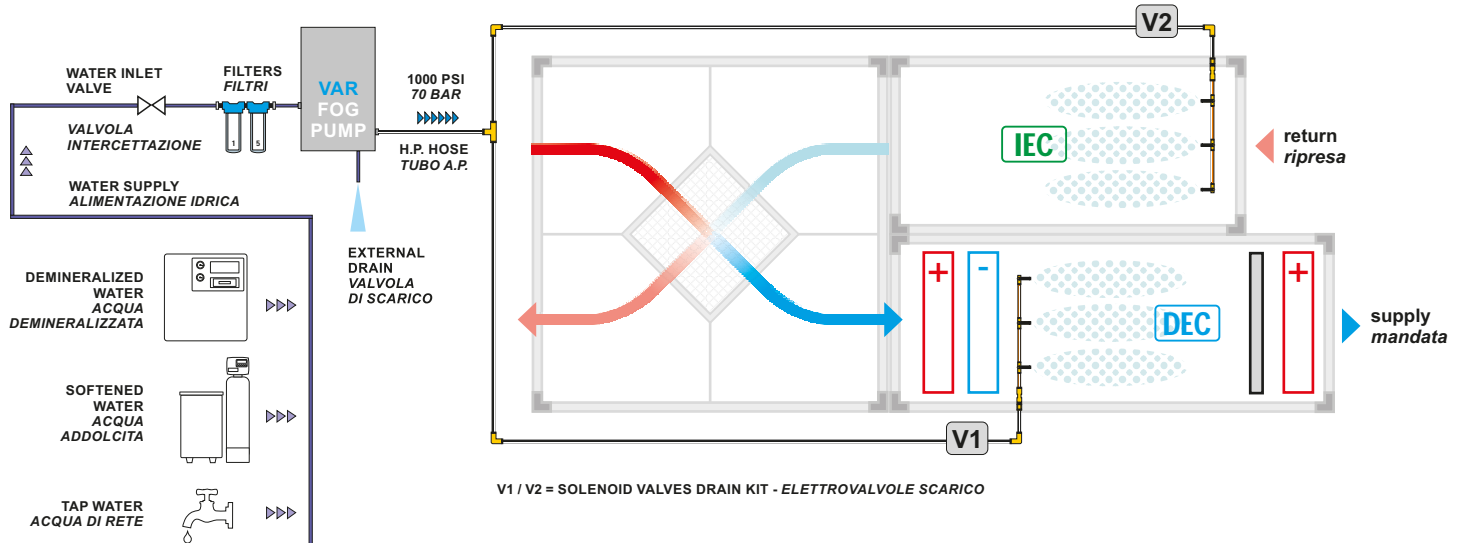 WATER INLET
VALVE
VALVOLA
INTERCETTAZIONE
FILTERS
FILTRI
1 5
VAR
FOG
PUMP
1000 PSI
70 BAR
H.P. HOSE
TUBO A.P.
WATER SUPPLY
ALIMENTAZIONE IDRICA
EXTERNAL
DRAIN
VALVOLA
DI SCARICO
DEMINERALIZED
WATER
ACQUA
DEMINERALIZZATA
SOFTENED
WATER
ACQUA
ADDOLCITA
TAP WATER
ACQUA DI RETE
V2
IEC
return
ripresa
+ - +
DEC
supply
mandata
V1
V1 / V2 = SOLENOID VALVES DRAIN KIT - ELETTROVALVOLE SCARICO